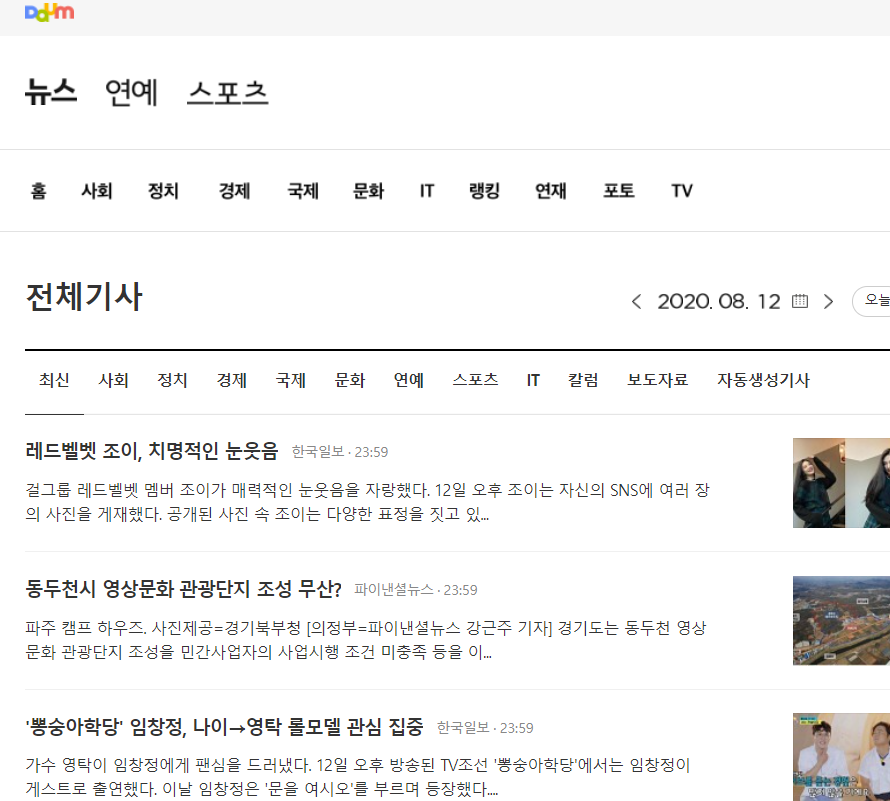 Daum
뉴스 연예 스포츠
홈 사회 정치 경제 국제 문화 IT 랭킹 연재 포토 TV
전체기사
2020. 08. 12
오늘
최신 사회 정치 경제 국제 문화 연예 스포츠 IT 칼럼 보도자료 자동생성기사
레드벨벳 조이, 치명적인 눈웃음 한국일보 · 23:59
걸그룹 레드벨벳 멤버 조이가 매력적인 눈웃음을 자랑했다. 12일 오후 조이는 자신의 SNS에 여러 장
의 사진을 게재했다. 공개된 사진 속 조이는 다양한 표정을 짓고 있...
동두천시 영상문화 관광단지 조성 무산? 파이낸셜뉴스 · 23:59
파주 캠프 하우즈. 사진제공=경기북부청 [의정부=파이낸셜뉴스 강근주 기자] 경기도는 동두천 영상
문화 관광단지 조성을 민간사업자의 사업시행 조건 미충족 등을 이...
'뽕숭아학당' 임창정, 나이→영탁 롤모델 관심 집중 한국일보 · 23:59
가수 영탁이 임창정에게 팬심을 드러냈다. 12일 오후 방송된 TV조선 '뽕숭아학당'에서는 임창정이
게스트로 출연했다. 이날 임창정은 '문을 여시오'를 부르며 등장했다....